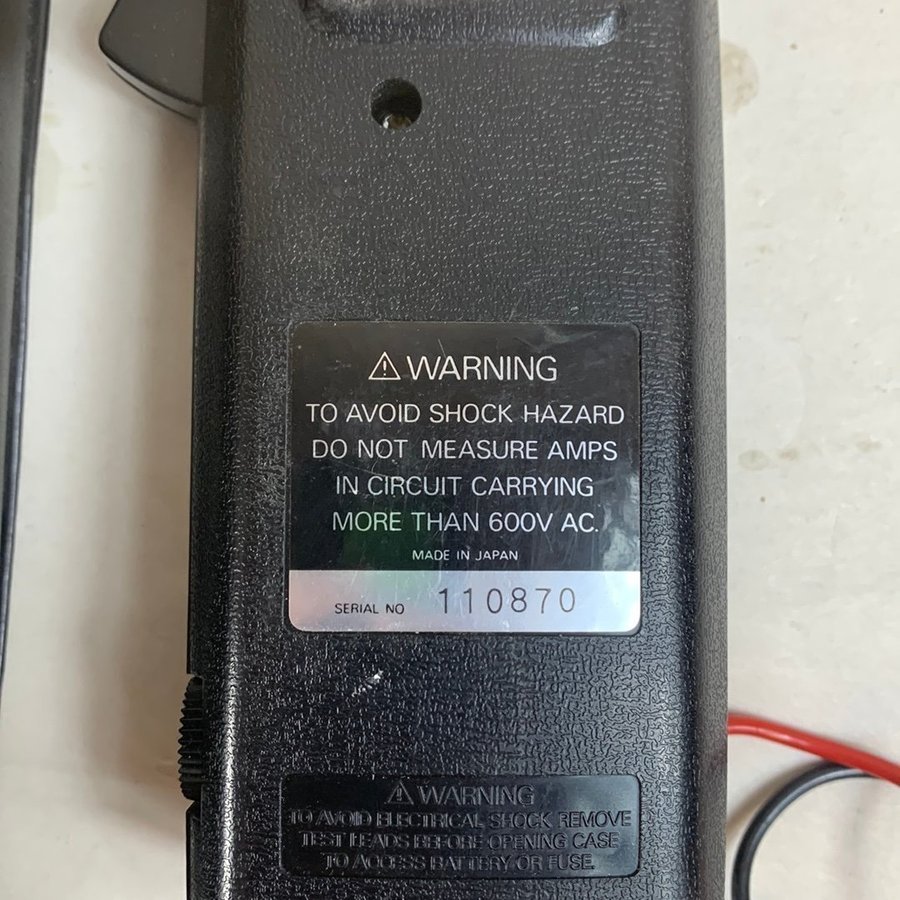 ⚠ WARNING
TO AVOID SHOCK HAZARD
DO NOT MEASURE AMPS
IN CIRCUIT CARRYING
MORE THAN 600V AC.
MADE IN JAPAN
SERIAL NO 110870
⚠ WARNING
TO AVOID ELECTRICAL SHOCK REMOVE
TEST LEADS BEFORE OPENING CASE
TO ACCESS BATTERY OR FUSE.